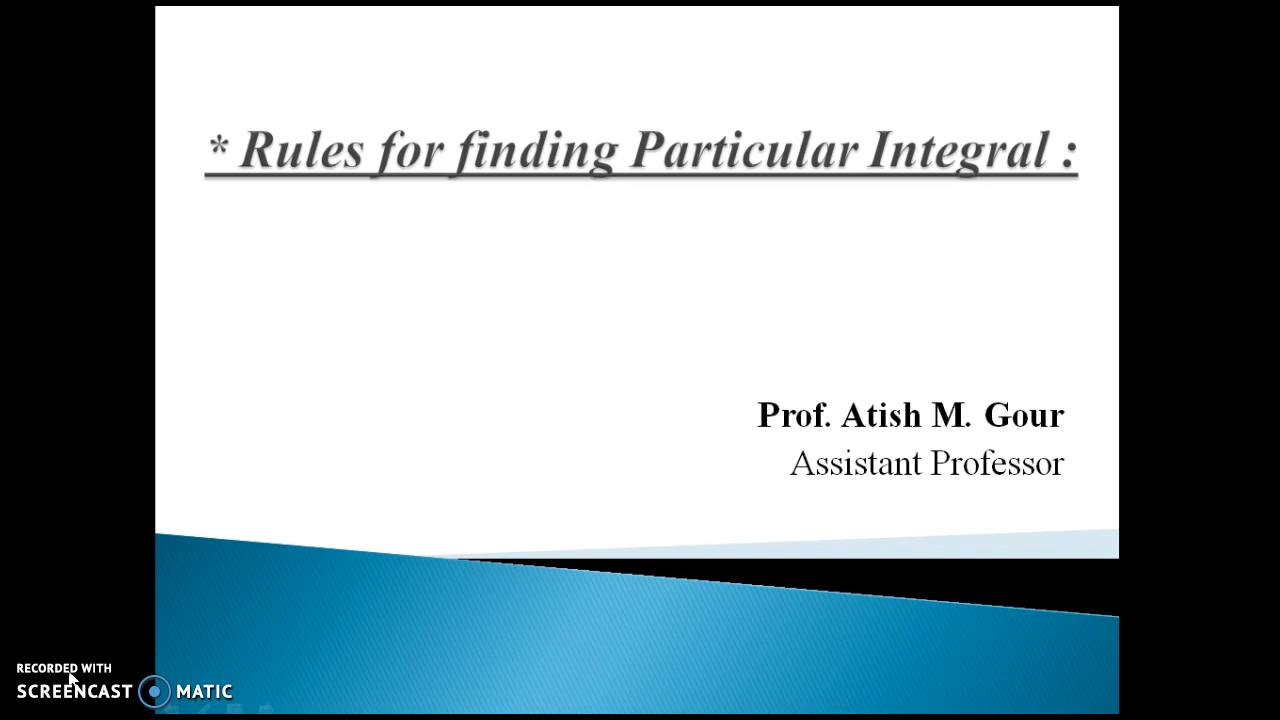 * Rules for finding Particular Integral :
Prof. Atish M. Gour
Assistant Professor
RECORDED WITH
SCREENCAST MATIC